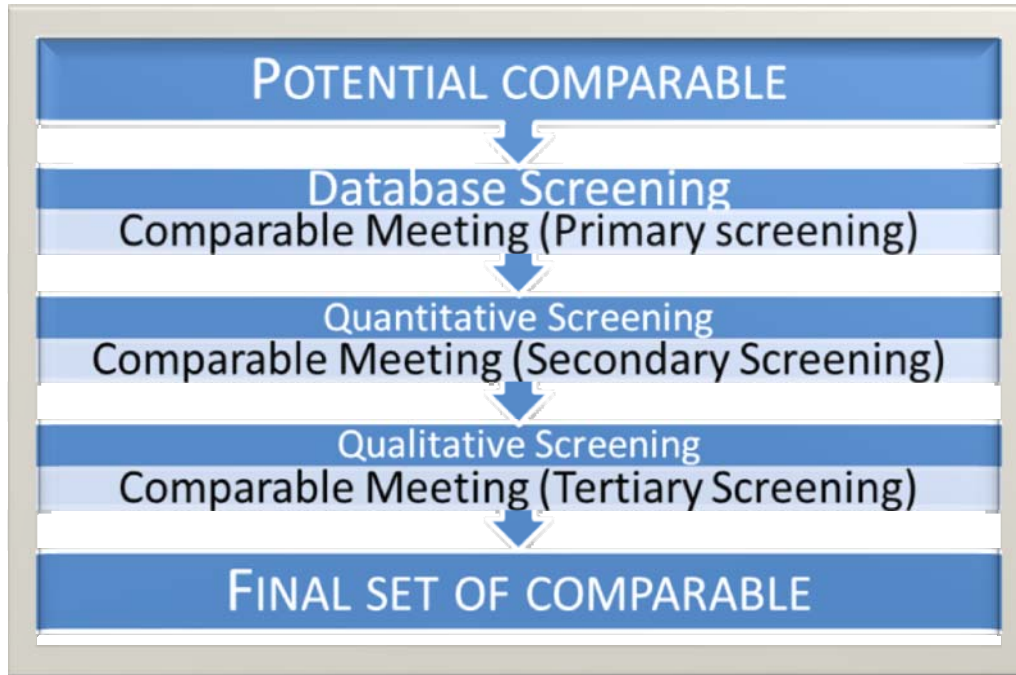 POTENTIAL COMPARABLE
Database Screening
Comparable Meeting (Primary screening)
Quantitative Screening
Comparable Meeting (Secondary Screening)
Qualitative Screening
Comparable Meeting (Tertiary Screening)
FINAL SET OF COMPARABLE